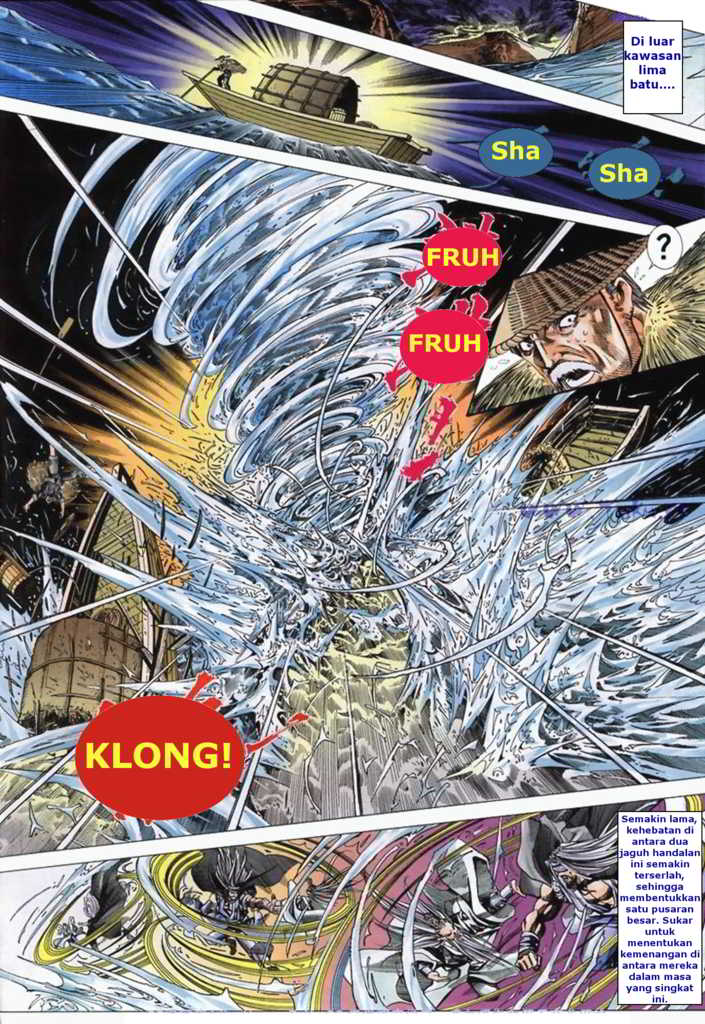 Di luar
kawasan
lima
batu....
Sha
Sha
?
FRUH
FRUH
KLONG!
Semakin lama,
kehebatan di
antara dua
jaguh handalan
ini semakin
terserlah,
sehingga
membentukkan
satu pusaran
besar. Sukar
untuk
menentukan
kemenangan di
antara mereka
dalam masa
yang singkat
ini.